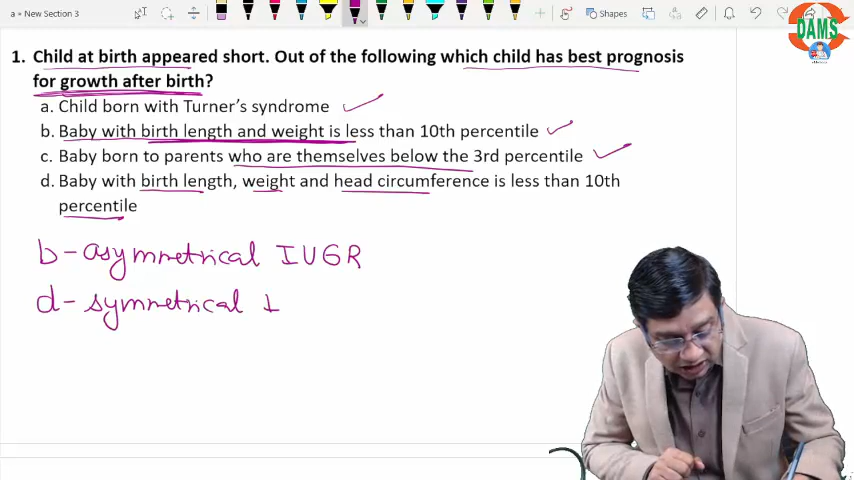 a * New Section 3
Shapes
DAMS
1. Child at birth appeared short. Out of the following which child has best prognosis
for growth after birth?
a. Child born with Turner's syndrome
b. Baby with birth length and weight is less than 10th percentile
c. Baby born to parents who are themselves below the 3rd percentile
d. Baby with birth length, weight and head circumference is less than 10th
percentile
b - asymmetrical IUGR
d - symmetrical I